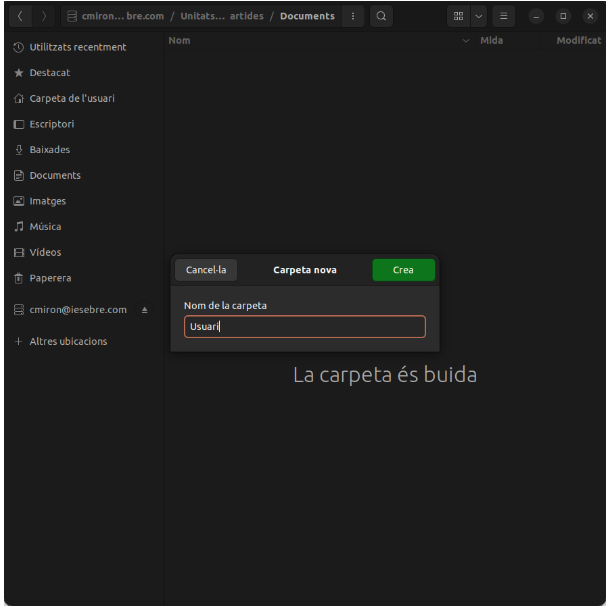 cmiron... bre.com / Unitats... artides / Documents
Nom Mida Modificat
Utilitzats recentment
Destacat
Carpeta de l'usuari
Escriptori
Baixades
Documents
Imatges
Música
Vídeos
Paperera
cmiron@iesebre.com
+ Altres ubicacions
Cancel·la Carpeta nova Crea
Nom de la carpeta
Usuari
La carpeta és buida